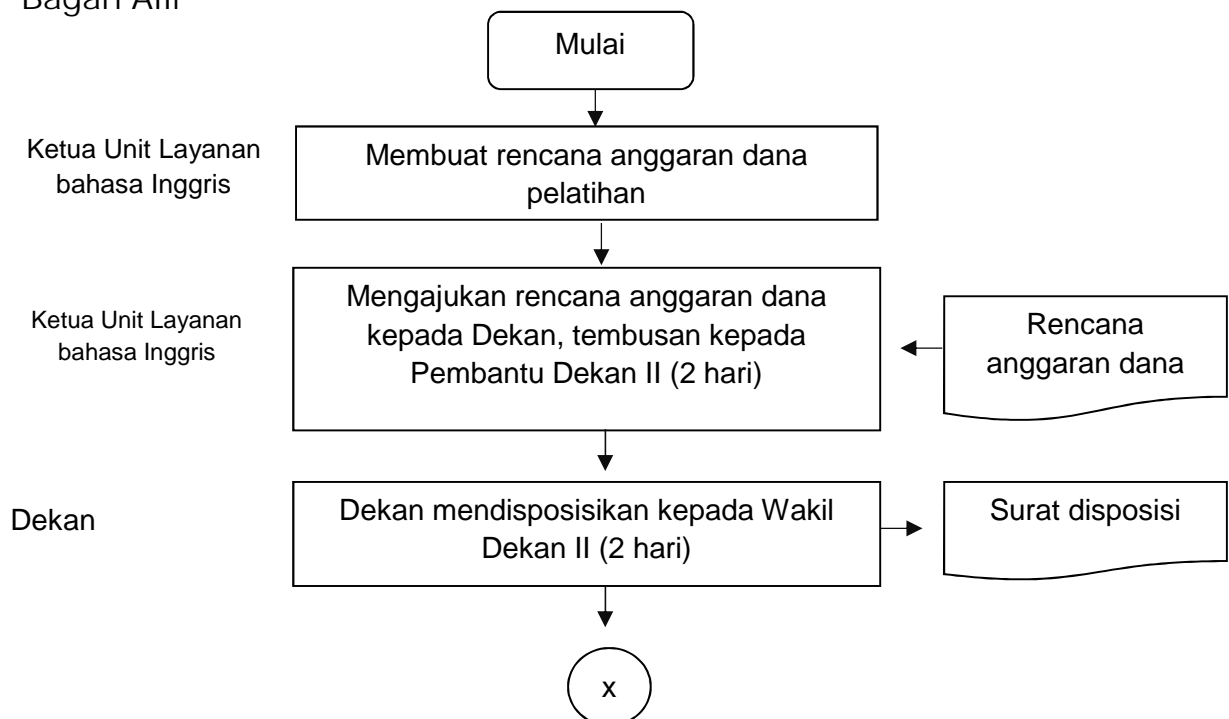 Bagan Alir
Mulai
Ketua Unit Layanan
bahasa Inggris
Membuat rencana anggaran dana
pelatihan
Ketua Unit Layanan
bahasa Inggris
Mengajukan rencana anggaran dana
kepada Dekan, tembusan kepada
Pembantu Dekan II (2 hari)
Rencana
anggaran dana
Dekan
Dekan mendisposisikan kepada Wakil
Dekan II (2 hari)
Surat disposisi
x